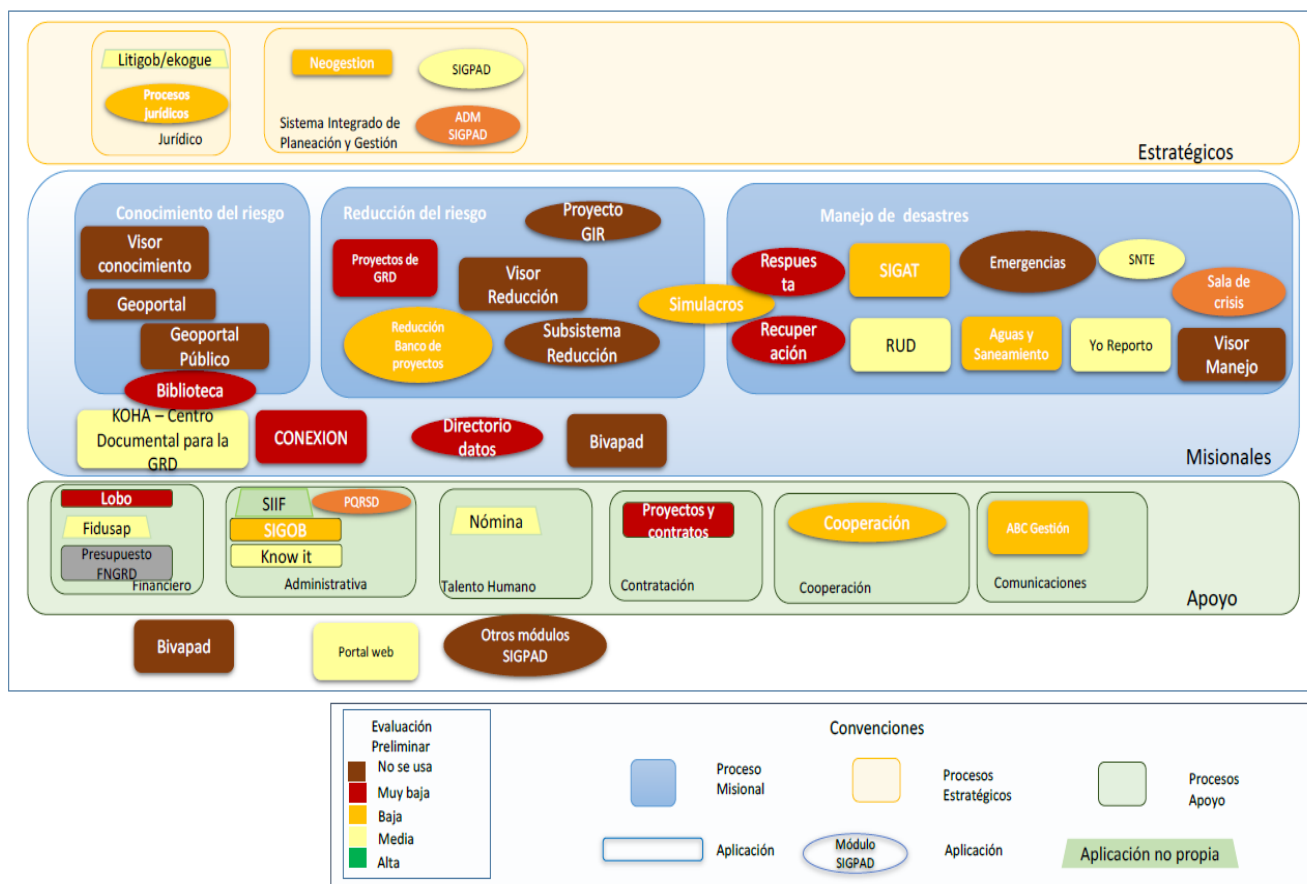 Litigob/ekogue
Procesos
Jurídicos
Jurídico
Neogestion
SIGPAD
Sistema Integrado de
Planeación y Gestión
ADM
SIGPAD
Estratégicos
Conocimiento del riesgo
Visor
conocimiento
Geoportal
Geoportal
Público
Biblioteca
Reducción del riesgo
Proyecto
GIR
Proyectos de
GRD
Visor
Reducción
Reducción
Banco de
proyectos
Subsistema
Reducción
Simulacros
Manejo de desastres
Respues
ta
SIGAT
Emergencias
SNTE
Sala de
crisis
Recuper
ación
RUD
Aguas y
Saneamiento
Yo Reporto
Visor
Manejo
KOHA – Centro
Documental para la
GRD
CONEXION
Directorio
datos
Bivapad
Misionales
Lobo
Fidusap
Presupuesto
FNGRD
Financiero
SIIF
PQRSD
SIGOB
Know it
Administrativa
Nómina
Talento Humano
Proyectos y
contratos
Contratación
Cooperación
Cooperación
ABC Gestión
Comunicaciones
Apoyo
Bivapad
Portal web
Otros módulos
SIGPAD
Evaluación
Preliminar
No se usa
Muy baja
Baja
Media
Alta
Convenciones
Proceso
Misional
Procesos
Estratégicos
Procesos
Apoyo
Aplicación
Módulo
SIGPAD
Aplicación
Aplicación no propia